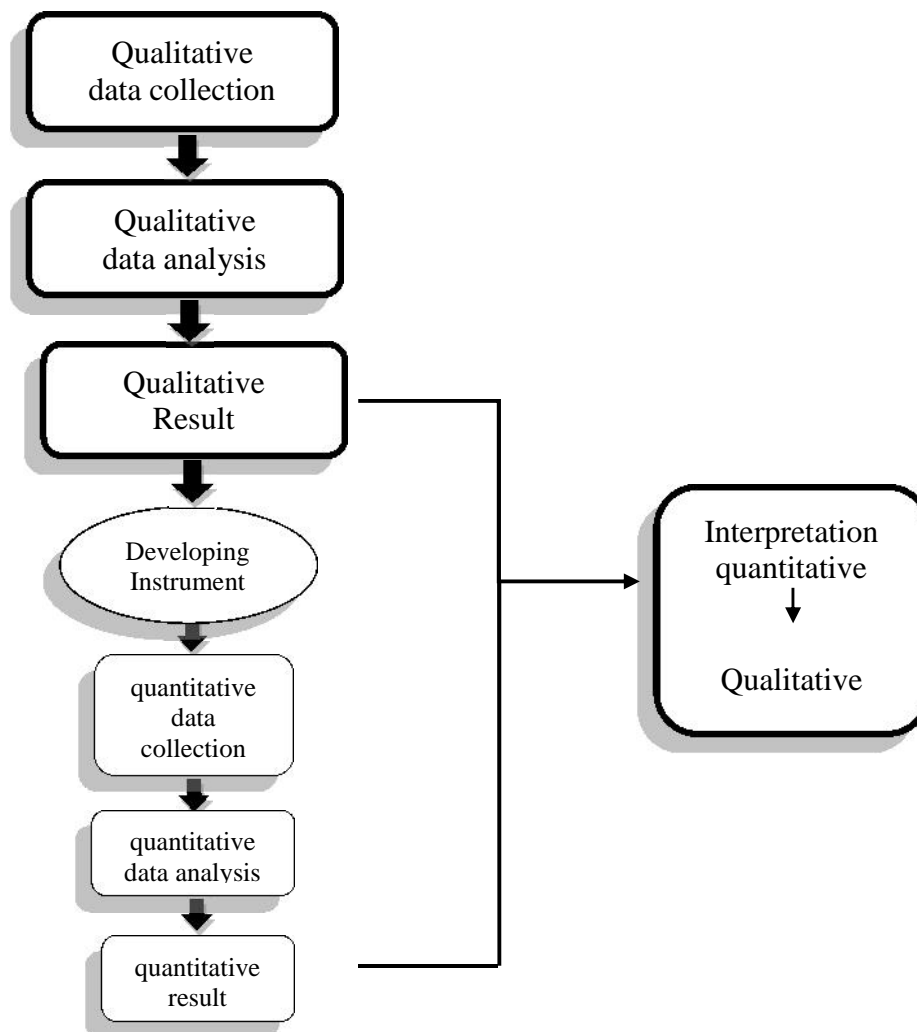 Qualitative
data collection
Qualitative
data analysis
Qualitative
Result
Developing
Instrument
quantitative
data
collection
quantitative
data analysis
quantitative
result
Interpretation
quantitative
Qualitative